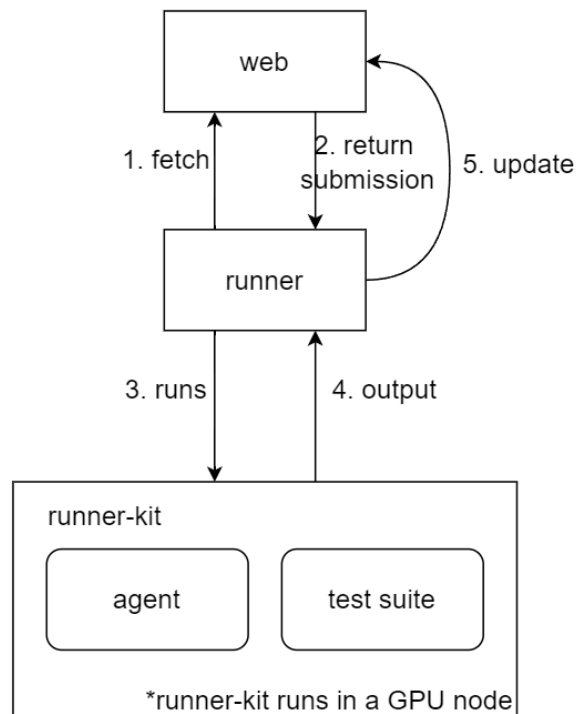 web
1. fetch
2. return
submission
5. update
runner
3. runs
4. output
runner-kit
agent
test suite
*runner-kit runs in a GPU node